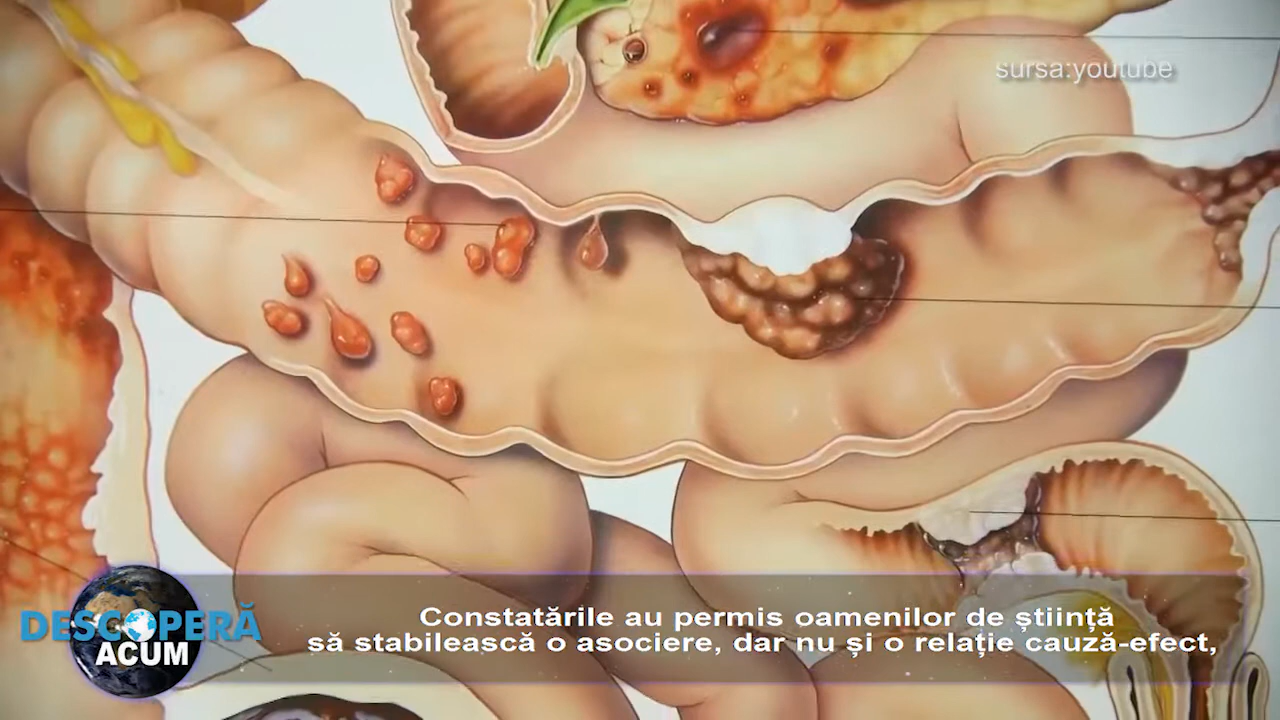 sursa:youtube
Constatările au permis oamenilor de știință
să stabilească o asociere, dar nu și o relație cauză-efect,
DESCOPERĂ
ACUM